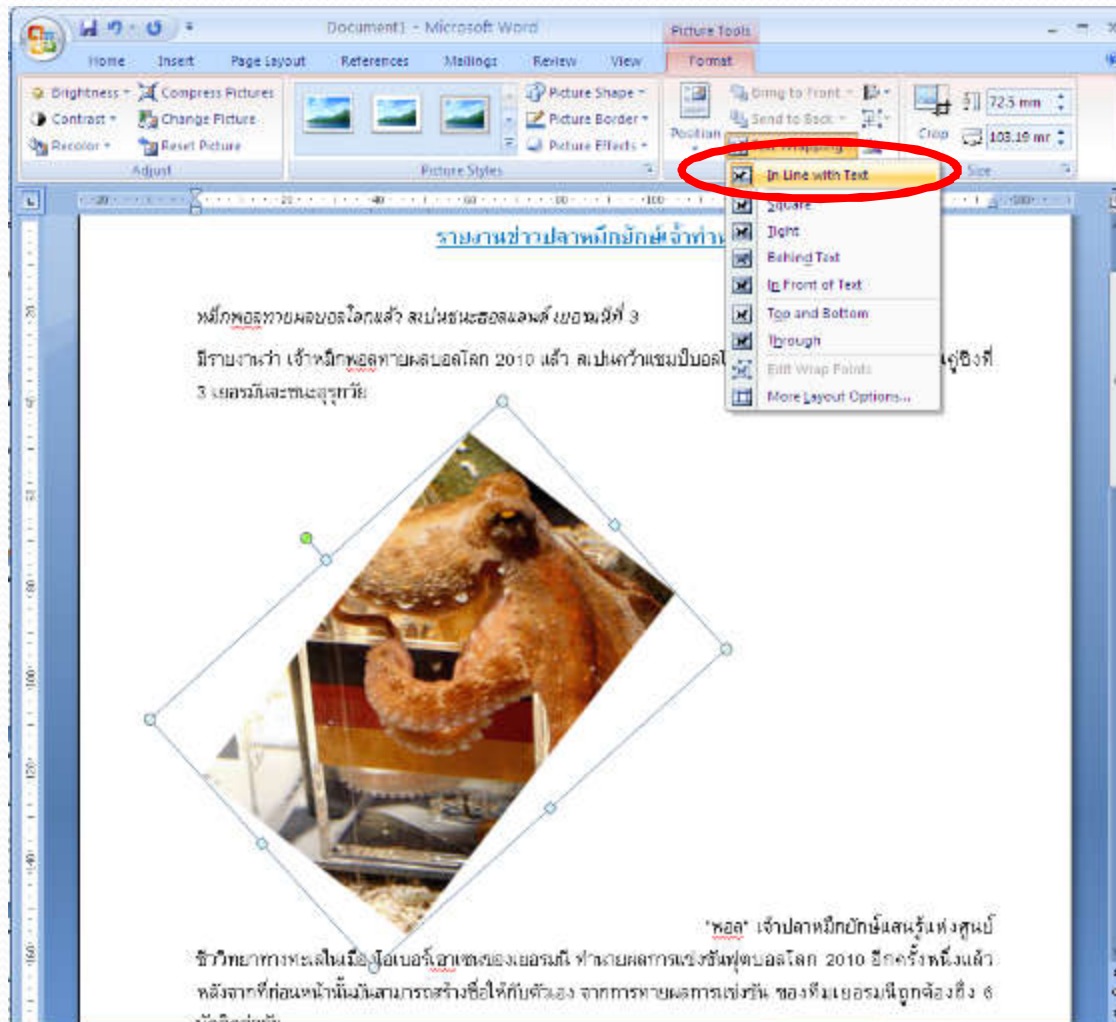 Document1 - Microsoft Word
Picture Tools
Home Insert Page Layout References Mailings Review View Format
Brightness Compress Pictures Picture Shape Bring to Front 72.5 mm
Contrast Change Picture Picture Border Send to Back
Recolor Reset Picture Picture Effects Position Crop 103.19 mm
Adjust Picture Styles Size
In Line with Text
Square
Tight
Behind Text
In Front of Text
Top and Bottom
Through
Edit Wrap Points
More Layout Options...
รายงานข่าวปลาหมึกยักษ์เจ้าทำน
หมึกพอลทายผลบอลโลกแล้ว สเปนชนะฮอลแลนด์ เยอรมนีที่ 3
มีรายงานว่า เจ้าหมึกพอลทายผลบอลโลก 2010 แล้ว สเปนคว้าแชมป์บอลโ คู่ชิงที่
3 เยอรมันจะชนะอุรุกวัย
"พอล" เจ้าปลาหมึกยักษ์แสนรู้แห่งศูนย์
ชีววิทยาทางทะเลในเมืองโอเบอร์เฮาเซนของเยอรมนี ทำนายผลการแข่งขันฟุตบอลโลก 2010 อีกครั้งหนึ่งแล้ว
หลังจากที่ก่อนหน้านั้นมันสามารถสร้างชื่อให้กับตัวเอง จากการทายผลการแข่งขัน ของทีมเยอรมนีถูกต้องถึง 6